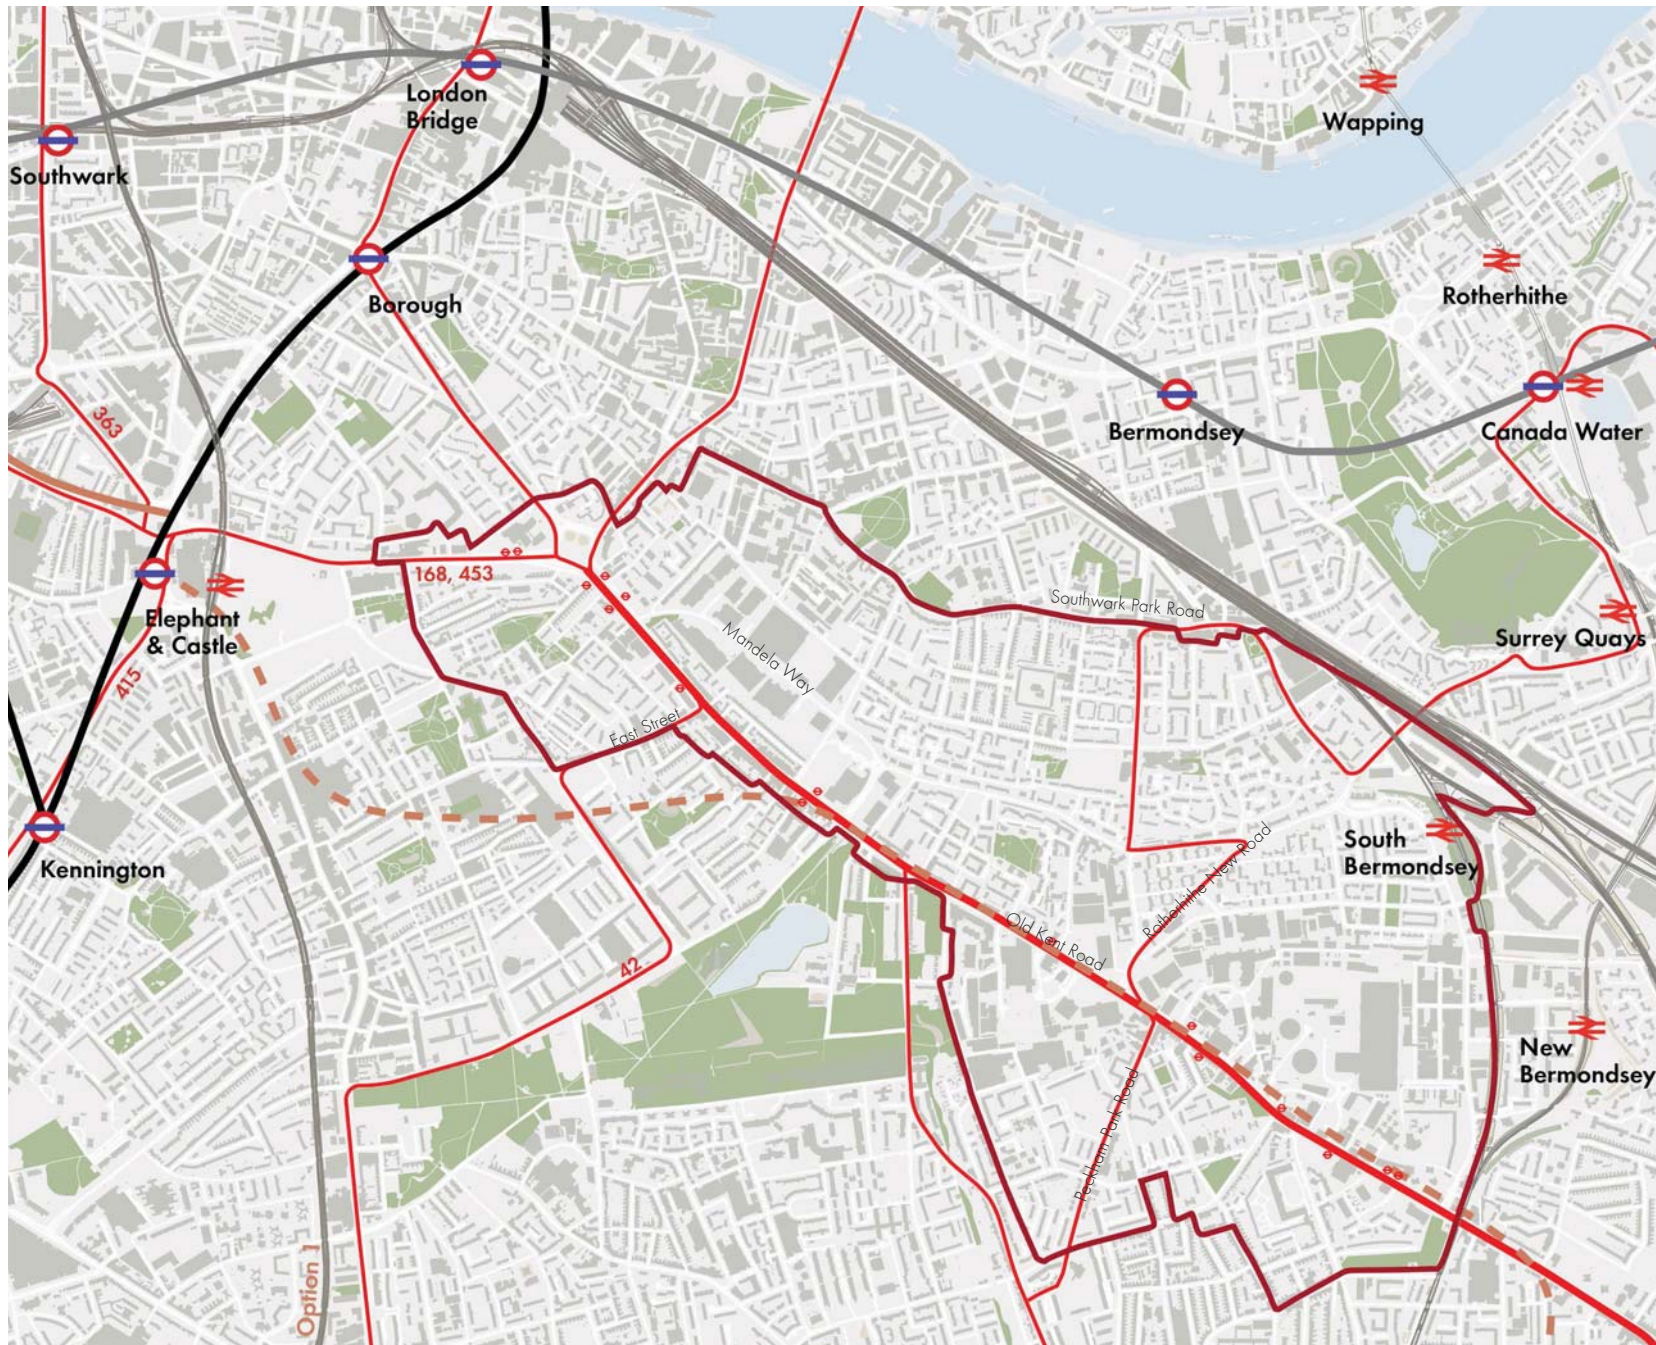 London
Bridge
Wapping
Southwark
Borough
Rotherhithe
363
Bermondsey
Canada Water
168, 453
Elephant
& Castle
Southwark Park Road
Surrey Quays
Mandela Way
415
East Street
Kennington
South
Bermondsey
Rotherhithe New Road
Old Kent Road
42
New
Bermondsey
Peckham Park Road
Option 1